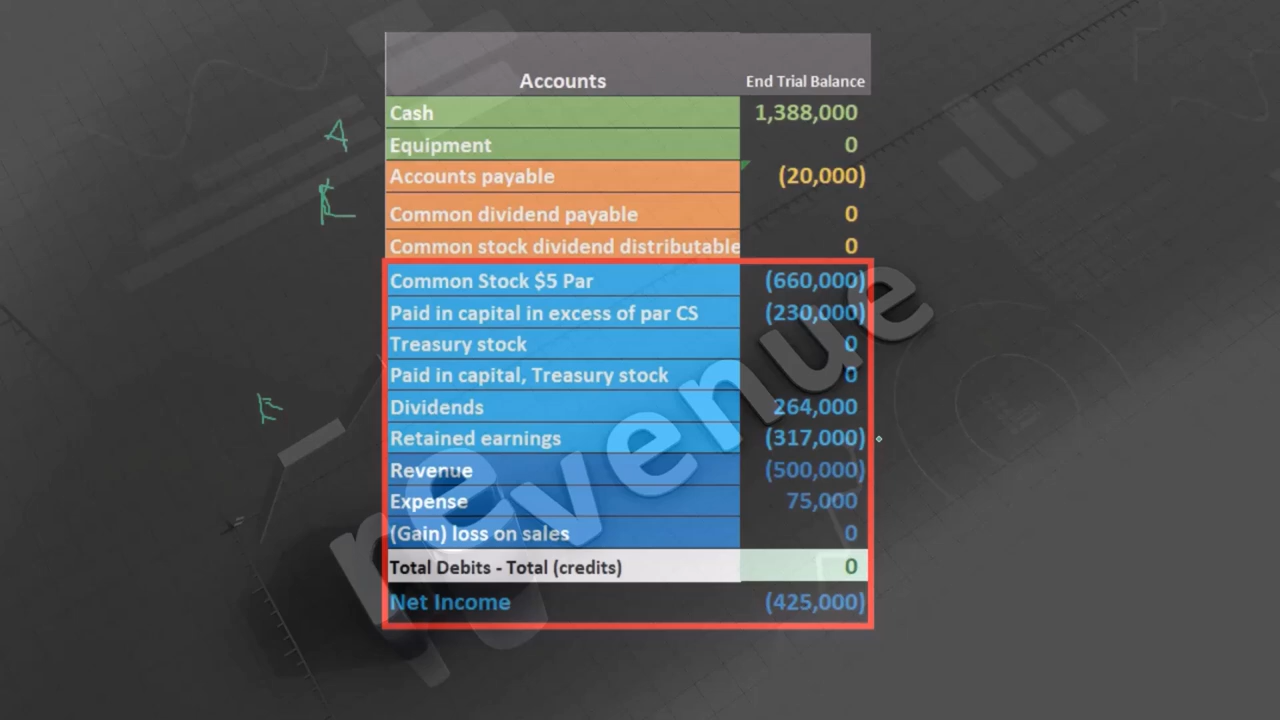 Accounts End Trial Balance
Cash 1,388,000
A
Equipment 0
Accounts payable (20,000)
L
Common dividend payable 0
Common stock dividend distributable 0
Common Stock $5 Par (660,000)
Paid in capital in excess of par CS (230,000)
Treasury stock 0
Paid in capital, Treasury stock 0
E
Dividends 264,000
Retained earnings (317,000)
Revenue (500,000)
Expense 75,000
(Gain) loss on sales 0
Total Debits - Total (credits) 0
Net Income (425,000)
revenue